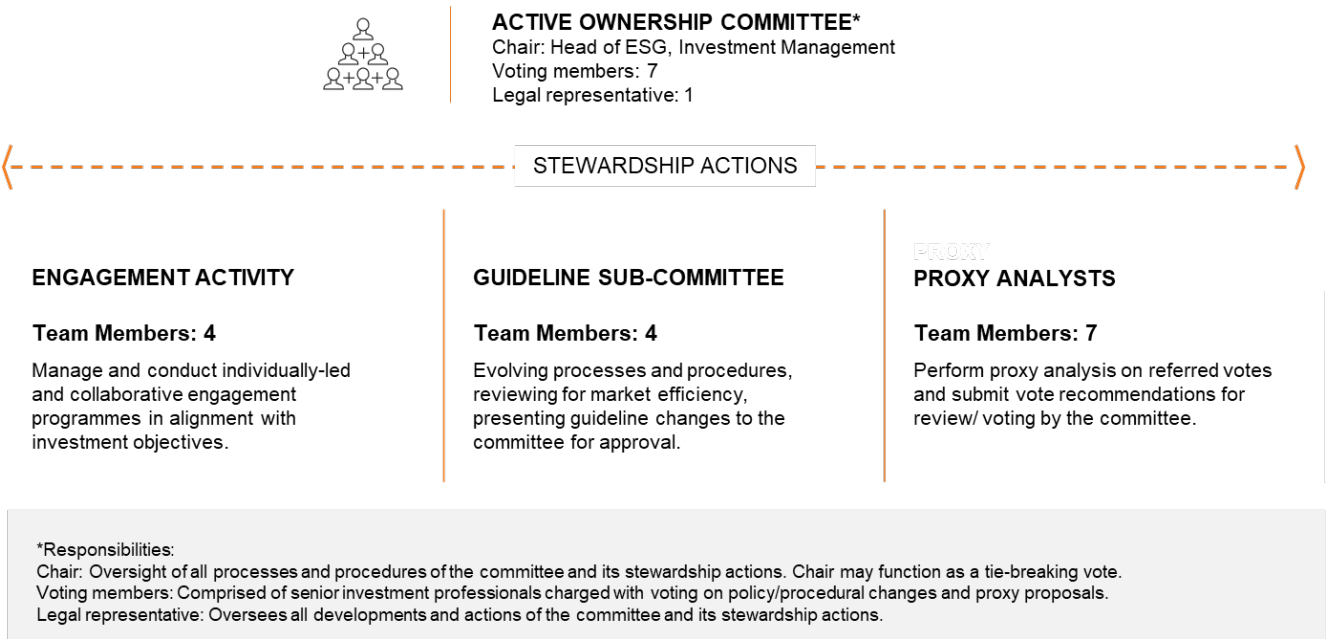 ACTIVE OWNERSHIP COMMITTEE*
Chair: Head of ESG, Investment Management
Voting members: 7
Legal representative: 1
STEWARDSHIP ACTIONS
ENGAGEMENT ACTIVITY
Team Members: 4
Manage and conduct individually-led
and collaborative engagement
programmes in alignment with
investment objectives.
GUIDELINE SUB-COMMITTEE
Team Members: 4
Evolving processes and procedures,
reviewing for market efficiency,
presenting guideline changes to the
committee for approval.
PROXY
PROXY ANALYSTS
Team Members: 7
Perform proxy analysis on referred votes
and submit vote recommendations for
review/ voting by the committee.
*Responsibilities:
Chair: Oversight of all processes and procedures of the committee and its stewardship actions. Chair may function as a tie-breaking vote.
Voting members: Comprised of senior investment professionals charged with voting on policy/procedural changes and proxy proposals.
Legal representative: Oversees all developments and actions of the committee and its stewardship actions.